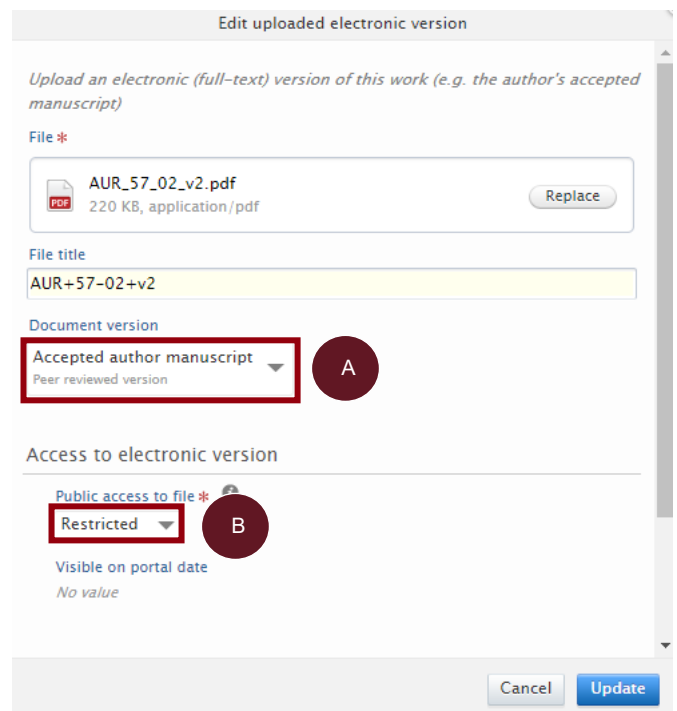 Edit uploaded electronic version
Upload an electronic (full-text) version of this work (e.g. the author's accepted
manuscript)
File *
PDF
AUR_57_02_v2.pdf
220 KB, application/pdf
Replace
File title
AUR+57-02+v2
Document version
Accepted author manuscript
Peer reviewed version
A
Access to electronic version
Public access to file *
Restricted
B
Visible on portal date
No value
Cancel
Update